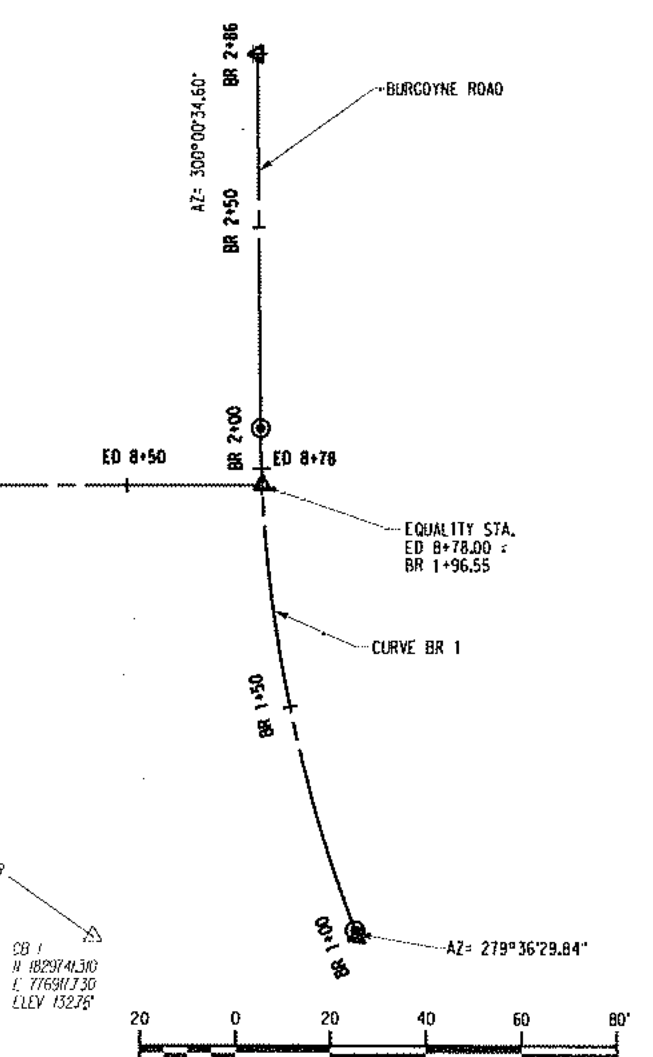 BR 2+86
BURGOYNE ROAD
AZ= 300°00'34.60"
BR 2+50
BR 2+00
ED 8+50
ED 8+78
EQUALITY STA.
ED 8+78.00 =
BR 1+96.55
CURVE BR 1
BR 1+50
BR 1+00
AZ= 279°36'29.84"
CB 1
ELEV 132.76'
20 0 20 40 60 80'